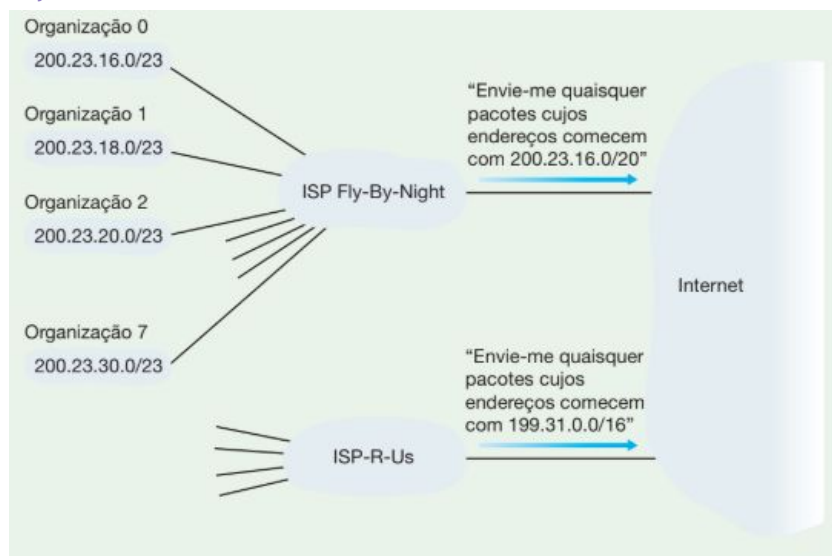 Organização 0
200.23.16.0/23
Organização 1
200.23.18.0/23
Organização 2
200.23.20.0/23
Organização 7
200.23.30.0/23
ISP Fly-By-Night
“Envie-me quaisquer
pacotes cujos
endereços comecem
com 200.23.16.0/20”
Internet
ISP-R-Us
“Envie-me quaisquer
pacotes cujos
endereços comecem
com 199.31.0.0/16”